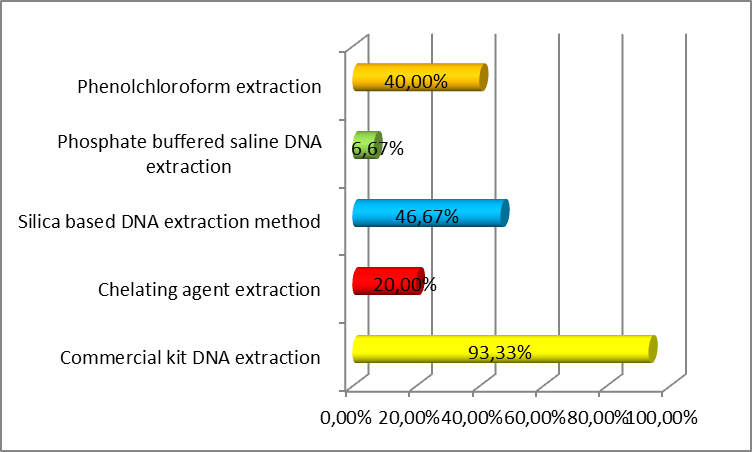 Phenolchloroform extraction
40,00%
Phosphate buffered saline DNA
extraction
6,67%
Silica based DNA extraction method
46,67%
Chelating agent extraction
20,00%
Commercial kit DNA extraction
93,33%
0,00% 20,00% 40,00% 60,00% 80,00% 100,00%